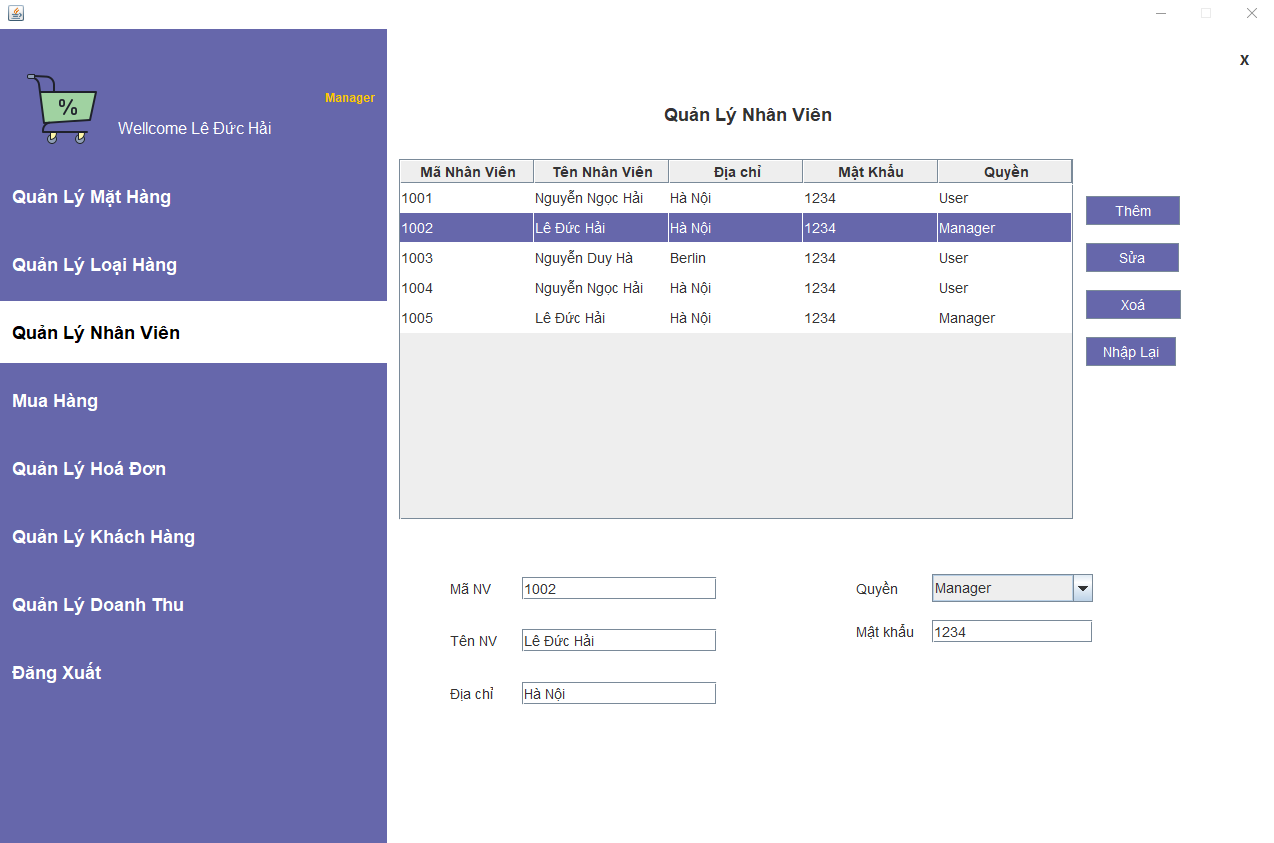 X
%
Manager
Wellcome Lê Đức Hải
Quản Lý Mặt Hàng
Quản Lý Loại Hàng
Quản Lý Nhân Viên
Mua Hàng
Quản Lý Hoá Đơn
Quản Lý Khách Hàng
Quản Lý Doanh Thu
Đăng Xuất
Quản Lý Nhân Viên
Mã Nhân Viên Tên Nhân Viên Địa chỉ Mật Khẩu Quyền
1001 Nguyễn Ngọc Hải Hà Nội 1234 User
1002 Lê Đức Hải Hà Nội 1234 Manager
1003 Nguyễn Duy Hà Berlin 1234 User
1004 Nguyễn Ngọc Hải Hà Nội 1234 User
1005 Lê Đức Hải Hà Nội 1234 Manager
Thêm
Sửa
Xoá
Nhập Lại
Mã NV 1002
Tên NV Lê Đức Hải
Địa chỉ Hà Nội
Quyền Manager
Mật khẩu 1234